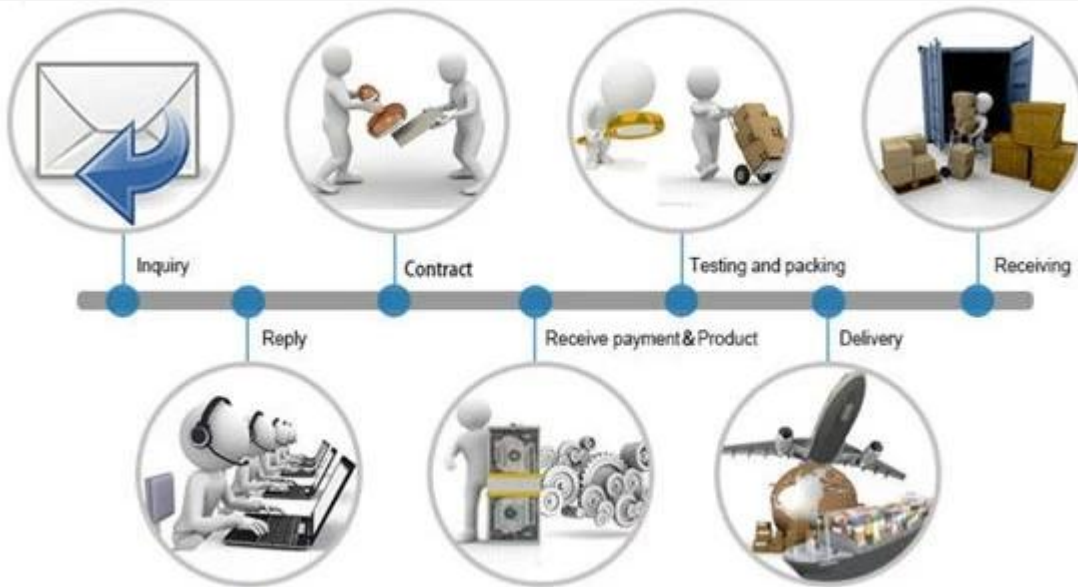 Inquiry
Contract
Testing and packing
Receiving
Reply
Receive payment&Product
Delivery